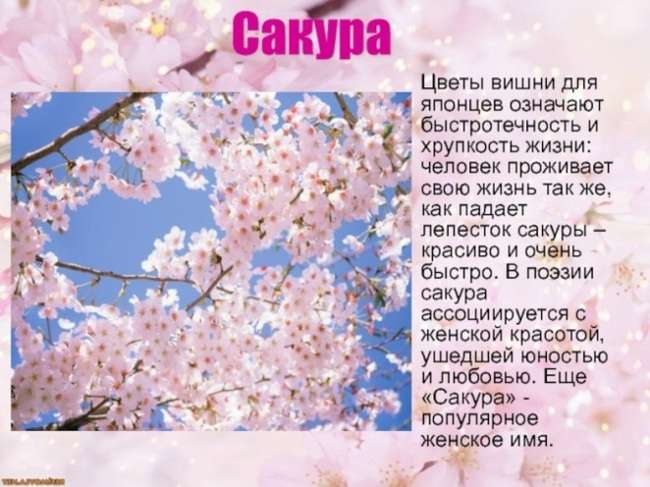 Сакура
Цветы вишни для
японцев означают
быстротечность и
хрупкость жизни:
человек проживает
свою жизнь так же,
как падает
лепесток сакуры –
красиво и очень
быстро. В поэзии
сакура
ассоциируется с
женской красотой,
ушедшей юностью
и любовью. Еще
«Сакура» -
популярное
женское имя.